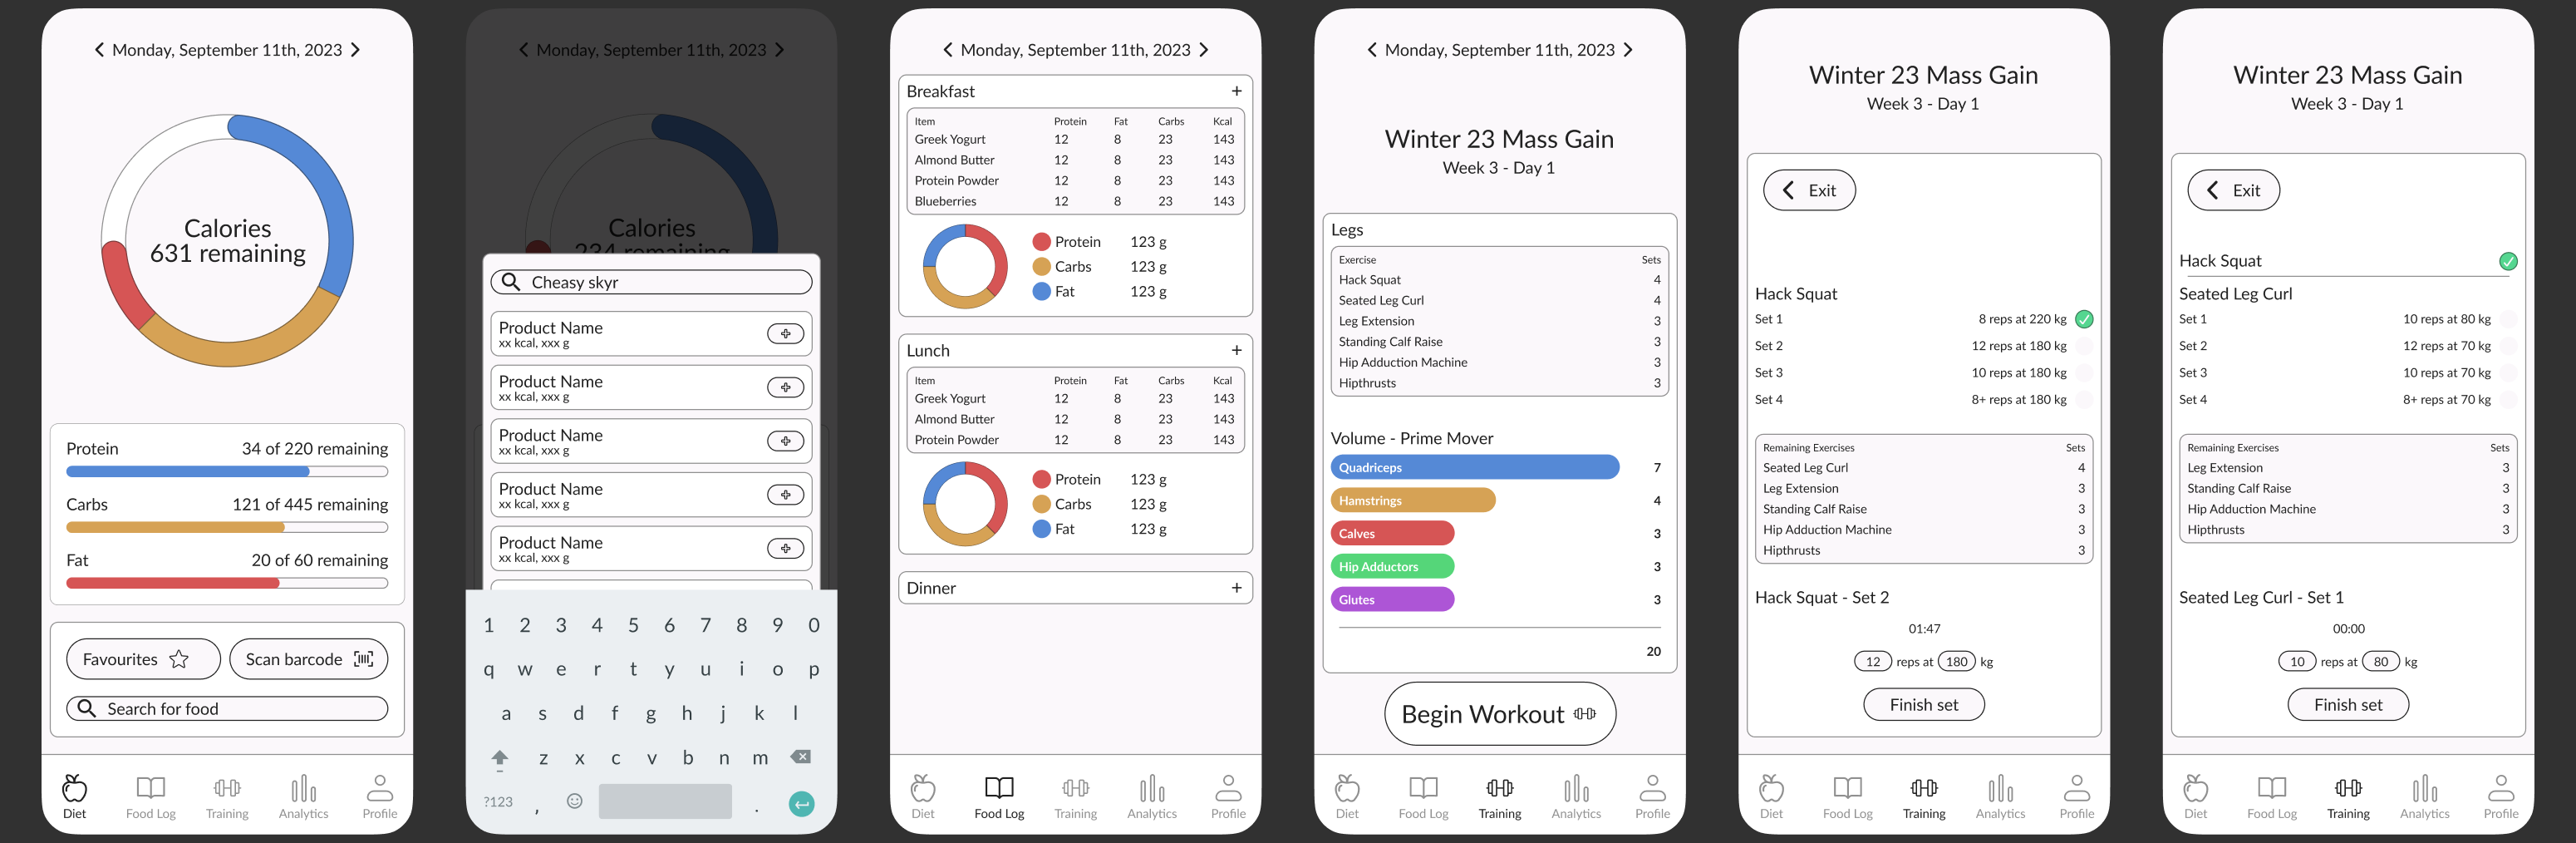 Monday, September 11th, 2023
Calories
631 remaining
Protein 34 of 220 remaining
Carbs 121 of 445 remaining
Fat 20 of 60 remaining
Favourites Scan barcode
Search for food
Diet Food Log Training Analytics Profile
Monday, September 11th, 2023
Calories
234 remaining
Cheasy skyr
Product Name
xx kcal, xxx g
Product Name
xx kcal, xxx g
Product Name
xx kcal, xxx g
Product Name
xx kcal, xxx g
Product Name
xx kcal, xxx g
1 2 3 4 5 6 7 8 9 0
q w e r t y u i o p
a s d f g h j k l
z x c v b n m
?123 , .
Monday, September 11th, 2023
Breakfast +
Item Protein Fat Carbs Kcal
Greek Yogurt 12 8 23 143
Almond Butter 12 8 23 143
Protein Powder 12 8 23 143
Blueberries 12 8 23 143
Protein 123 g
Carbs 123 g
Fat 123 g
Lunch +
Item Protein Fat Carbs Kcal
Greek Yogurt 12 8 23 143
Almond Butter 12 8 23 143
Protein Powder 12 8 23 143
Protein 123 g
Carbs 123 g
Fat 123 g
Dinner +
Diet Food Log Training Analytics Profile
Monday, September 11th, 2023
Winter 23 Mass Gain
Week 3 - Day 1
Legs
Exercise Sets
Hack Squat 4
Seated Leg Curl 4
Leg Extension 3
Standing Calf Raise 3
Hip Adduction Machine 3
Hipthrusts 3
Volume - Prime Mover
Quadriceps 7
Hamstrings 4
Calves 3
Hip Adductors 3
Glutes 3
20
Begin Workout
Diet Food Log Training Analytics Profile
Winter 23 Mass Gain
Week 3 - Day 1
Exit
Hack Squat
Set 1 8 reps at 220 kg
Set 2 12 reps at 180 kg
Set 3 10 reps at 180 kg
Set 4 8+ reps at 180 kg
Remaining Exercises Sets
Seated Leg Curl 4
Leg Extension 3
Standing Calf Raise 3
Hip Adduction Machine 3
Hipthrusts 3
Hack Squat - Set 2
01:47
12 reps at 180 kg
Finish set
Diet Food Log Training Analytics Profile
Winter 23 Mass Gain
Week 3 - Day 1
Exit
Hack Squat
Seated Leg Curl
Set 1 10 reps at 80 kg
Set 2 12 reps at 70 kg
Set 3 10 reps at 70 kg
Set 4 8+ reps at 70 kg
Remaining Exercises Sets
Leg Extension 3
Standing Calf Raise 3
Hip Adduction Machine 3
Hipthrusts 3
Seated Leg Curl - Set 1
00:00
10 reps at 80 kg
Finish set
Diet Food Log Training Analytics Profile